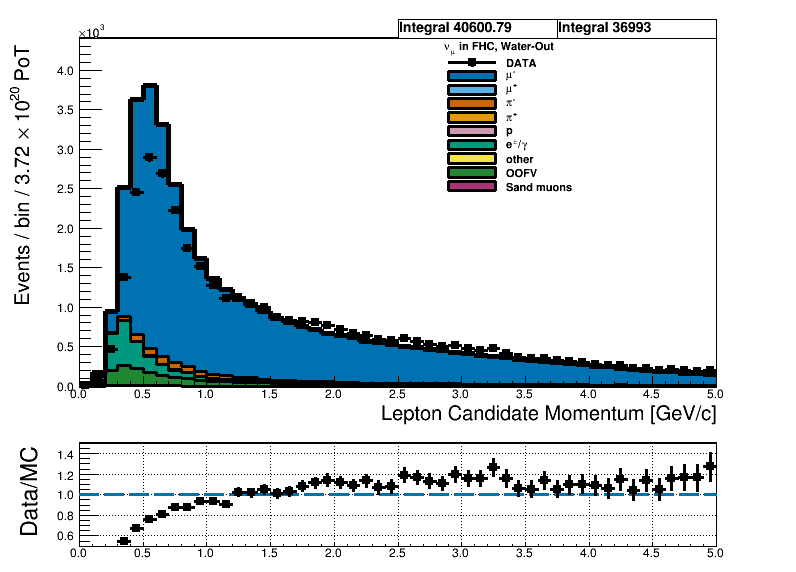 Integral 40600.79 Integral 36993
×10³
ν_μ in FHC, Water-Out
DATA
μ⁻
μ⁺
π⁻
π⁺
p
e±/γ
other
OOFV
Sand muons
Events / bin / 3.72 × 10²⁰ PoT
4.0
3.5
3.0
2.5
2.0
1.5
1.0
0.5
0.0
0.0 0.5 1.0 1.5 2.0 2.5 3.0 3.5 4.0 4.5 5.0
Lepton Candidate Momentum [GeV/c]
Data/MC
1.4
1.2
1.0
0.8
0.6
0.0 0.5 1.0 1.5 2.0 2.5 3.0 3.5 4.0 4.5 5.0